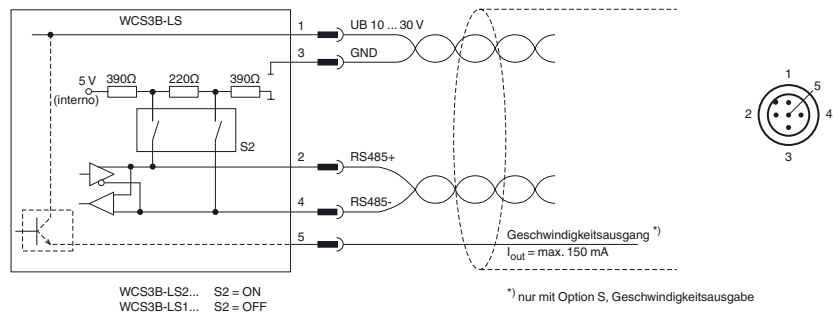 WCS3B-LS
1
UB 10 ... 30 V
3
GND
5 V
(interno)
390Ω
220Ω
390Ω
S2
2
RS485+
4
RS485-
5
Geschwindigkeitsausgang *)
Iout = max. 150 mA
WCS3B-LS2... S2 = ON
WCS3B-LS1... S2 = OFF
*) nur mit Option S, Geschwindigkeitsausgabe
1
5
2
4
3